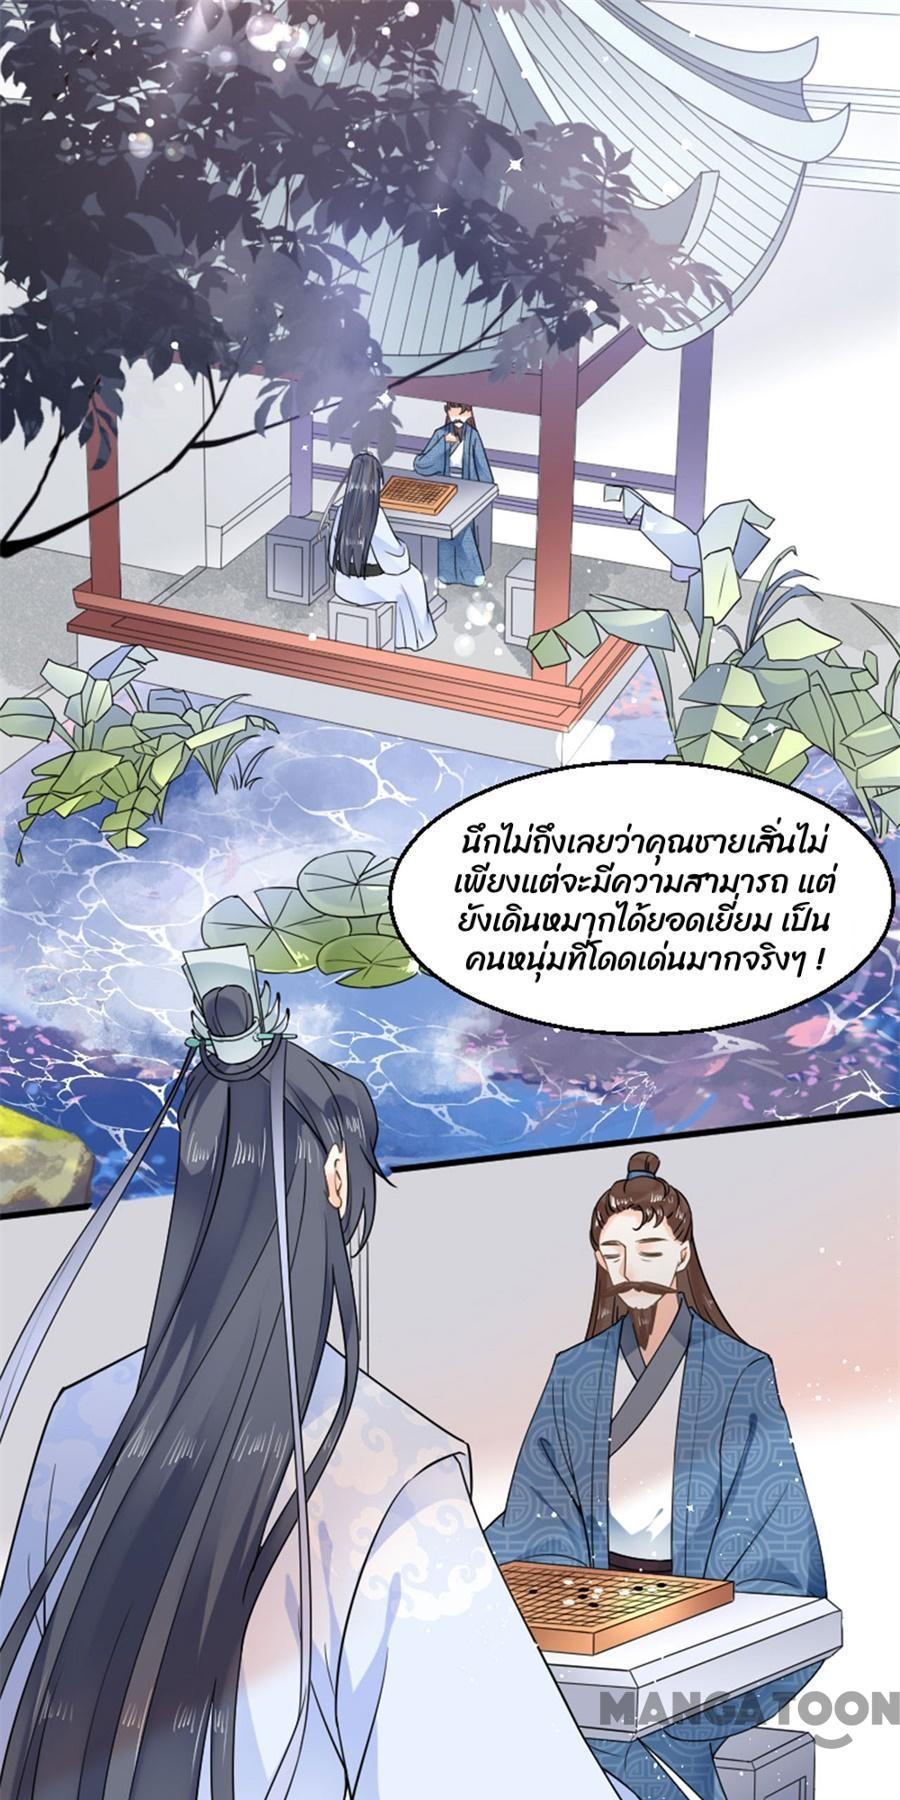 นึกไม่ถึงเลยว่าคุณชายเสิ่นไม่
เพียงแต่จะมีความสามารถ แต่
ยังเดินหมากได้ยอดเยี่ยม เป็น
คนหนุ่มที่โดดเด่นมากจริงๆ !
MANGATOON